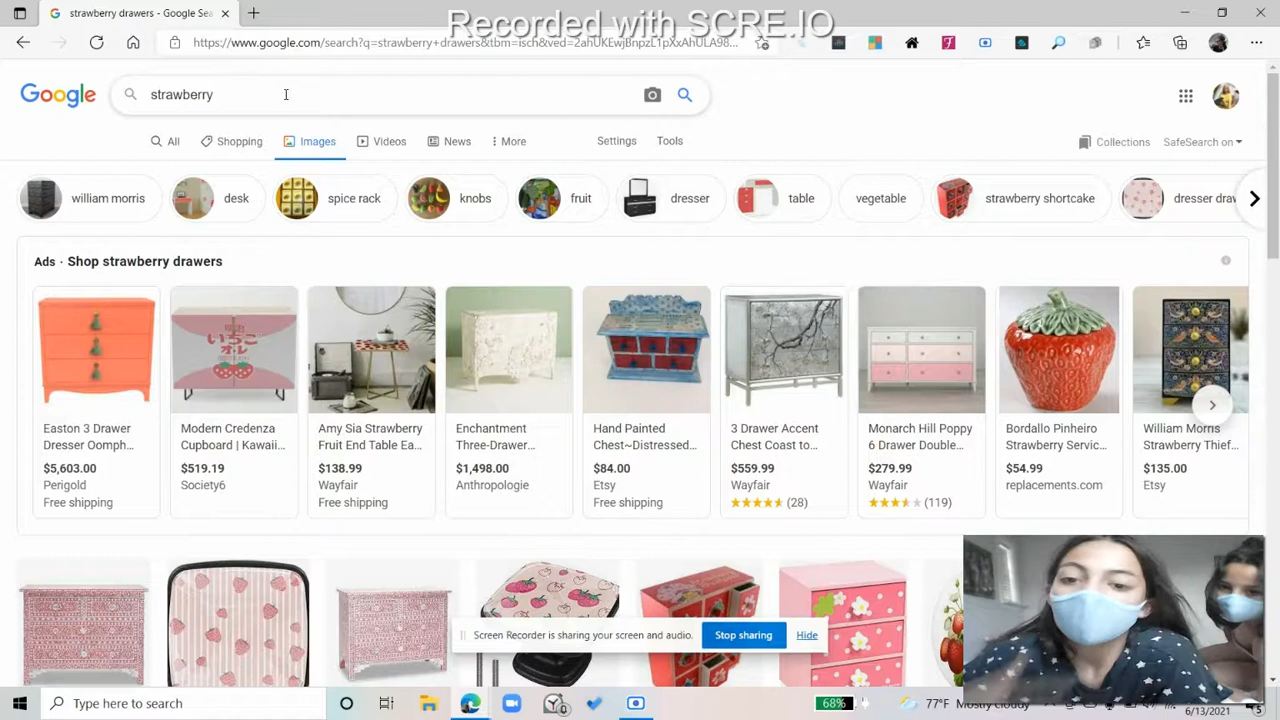 Recorded with SCRE.IO
strawberry drawers - Google Sea
https://www.google.com/search?q=strawberry+drawers&tbm=isch&ved=2ahUKEwjBnpzL1pXxAhULA98...
Google
strawberry
All
Shopping
Images
Videos
News
More
Settings
Tools
Collections
SafeSearch on
william morris
desk
spice rack
knobs
fruit
dresser
table
vegetable
strawberry shortcake
dresser draw
Ads · Shop strawberry drawers
Easton 3 Drawer
Dresser Oomph...
$5,603.00
Perigold
Free shipping
Modern Credenza
Cupboard | Kawaii...
$519.19
Society6
Amy Sia Strawberry
Fruit End Table Ea...
$138.99
Wayfair
Free shipping
Enchantment
Three-Drawer...
$1,498.00
Anthropologie
Hand Painted
Chest~Distressed...
$84.00
Etsy
Free shipping
3 Drawer Accent
Chest Coast to...
$559.99
Wayfair
(28)
Monarch Hill Poppy
6 Drawer Double...
$279.99
Wayfair
(119)
Bordallo Pinheiro
Strawberry Servic...
$54.99
replacements.com
William Morris
Strawberry Thief...
$135.00
Etsy
いちご
オレ
Screen Recorder is sharing your screen and audio.
Stop sharing
Hide
Type here to search
68%
77°F Mostly cloudy
6/13/2021
5